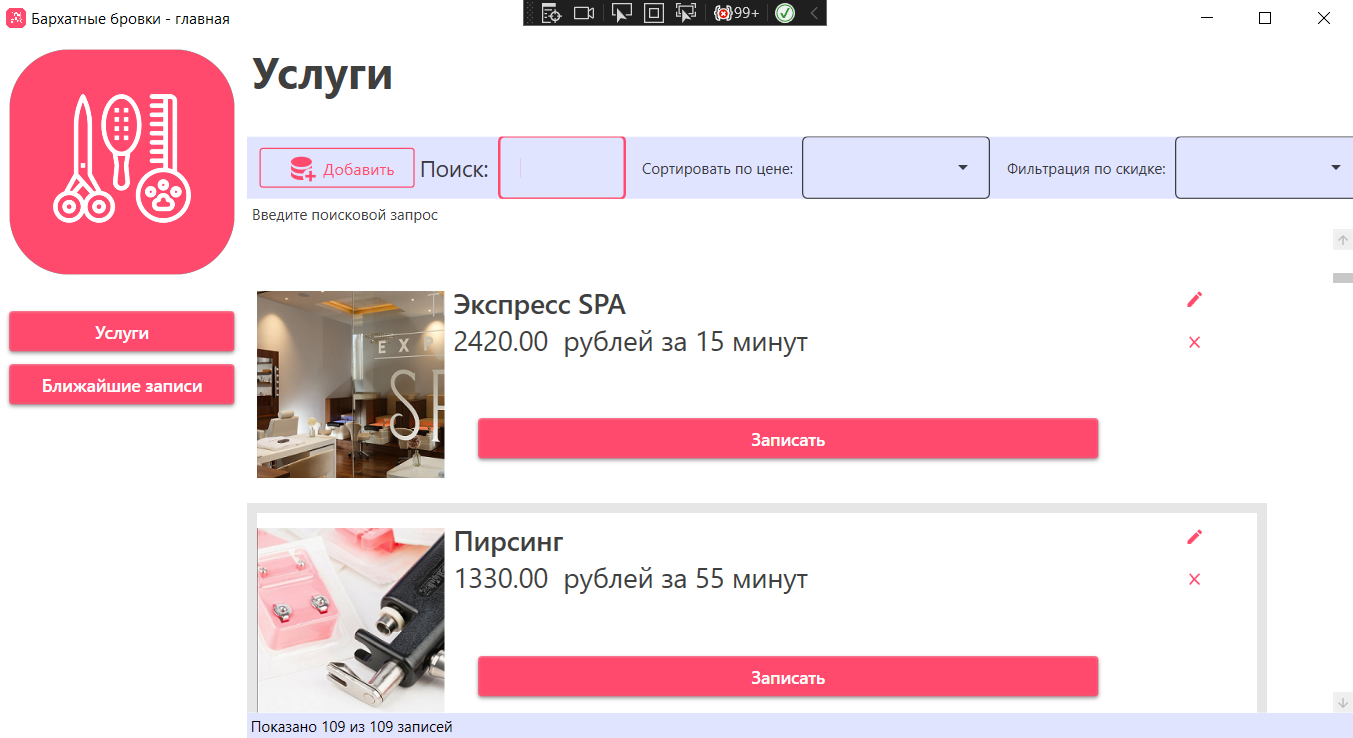 Бархатные бровки - главная
99+
Услуги
Добавить Поиск: Сортировать по цене: Фильтрация по скидке:
Введите поисковой запрос
Услуги
Ближайшие записи
Экспресс SPA
2420.00 рублей за 15 минут
EXP
SP
Записать
Пирсинг
1330.00 рублей за 55 минут
Записать
Показано 109 из 109 записей